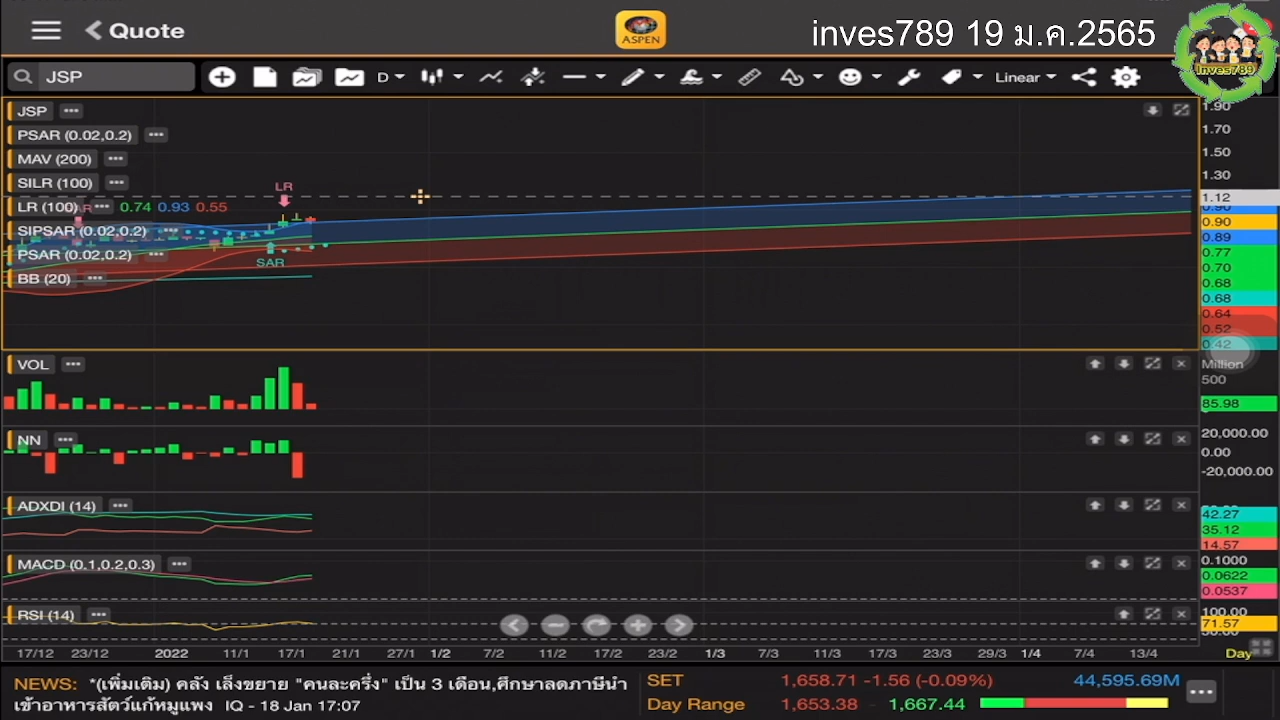 Quote
ASPEN
inves789 19 ม.ค.2565
inves789
JSP
D
Linear
JSP
PSAR (0.02,0.2)
MAV (200)
SILR (100)
LR (100) 0.74 0.93 0.55
SIPSAR (0.02,0.2)
PSAR (0.02,0.2)
BB (20)
LR
SAR
1.90
1.70
1.50
1.30
1.12
0.90
0.90
0.89
0.77
0.70
0.68
0.68
0.64
0.52
0.42
VOL
Million
500
85.98
NN
20,000.00
0.00
-20,000.00
ADXDI (14)
42.27
35.12
14.57
MACD (0.1,0.2,0.3)
0.1000
0.0622
0.0537
RSI (14)
100.00
71.57
17/12 23/12 2022 11/1 17/1 21/1 27/1 1/2 7/2 11/2 17/2 23/2 1/3 7/3 11/3 17/3 23/3 29/3 1/4 7/4 13/4 Day
NEWS: *(เพิ่มเติม) คลัง เล็งขยาย "คนละครึ่ง" เป็น 3 เดือน,ศึกษาลดภาษีนำ
เข้าอาหารสัตว์แก้หมูแพง IQ - 18 Jan 17:07
SET 1,658.71 -1.56 (-0.09%) 44,595.69M
Day Range 1,653.38 - 1,667.44